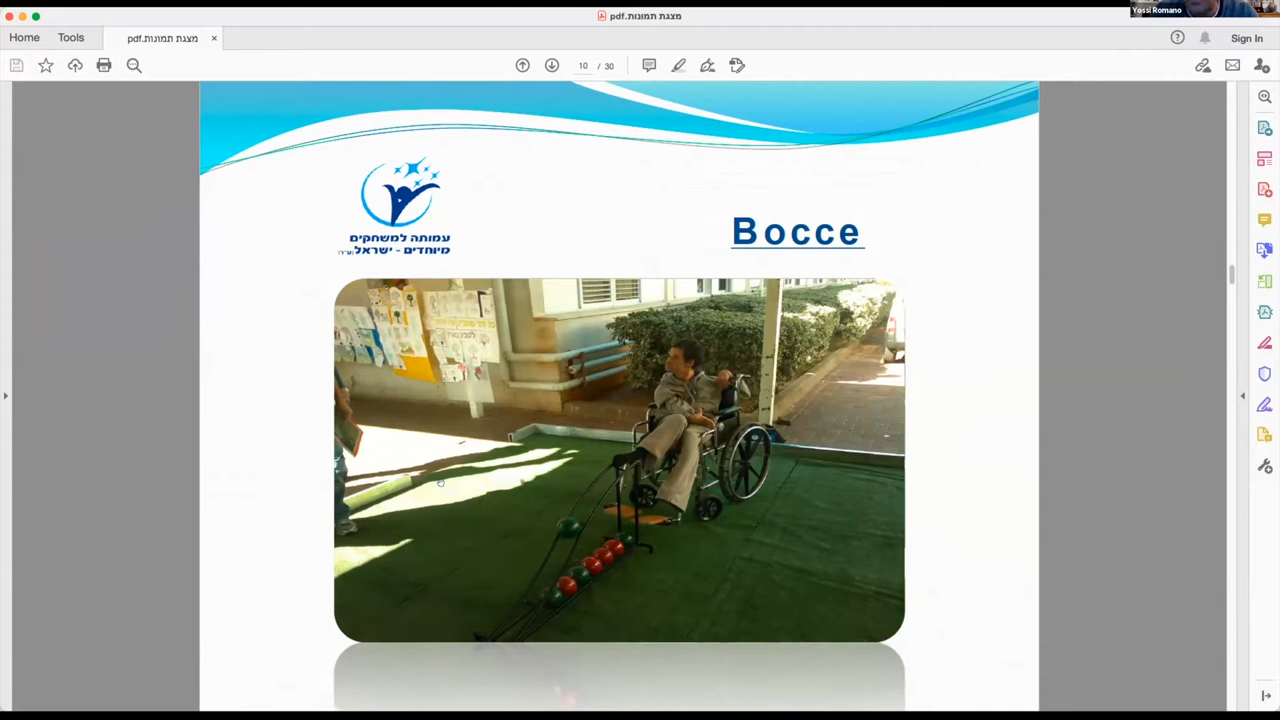 Yossi Romano
מצגת תמונות.pdf
Home
Tools
מצגת תמונות.pdf
×
Sign In
10 / 30
עמותה למשחקים
מיוחדים - ישראל (ע"ר)
Bocce